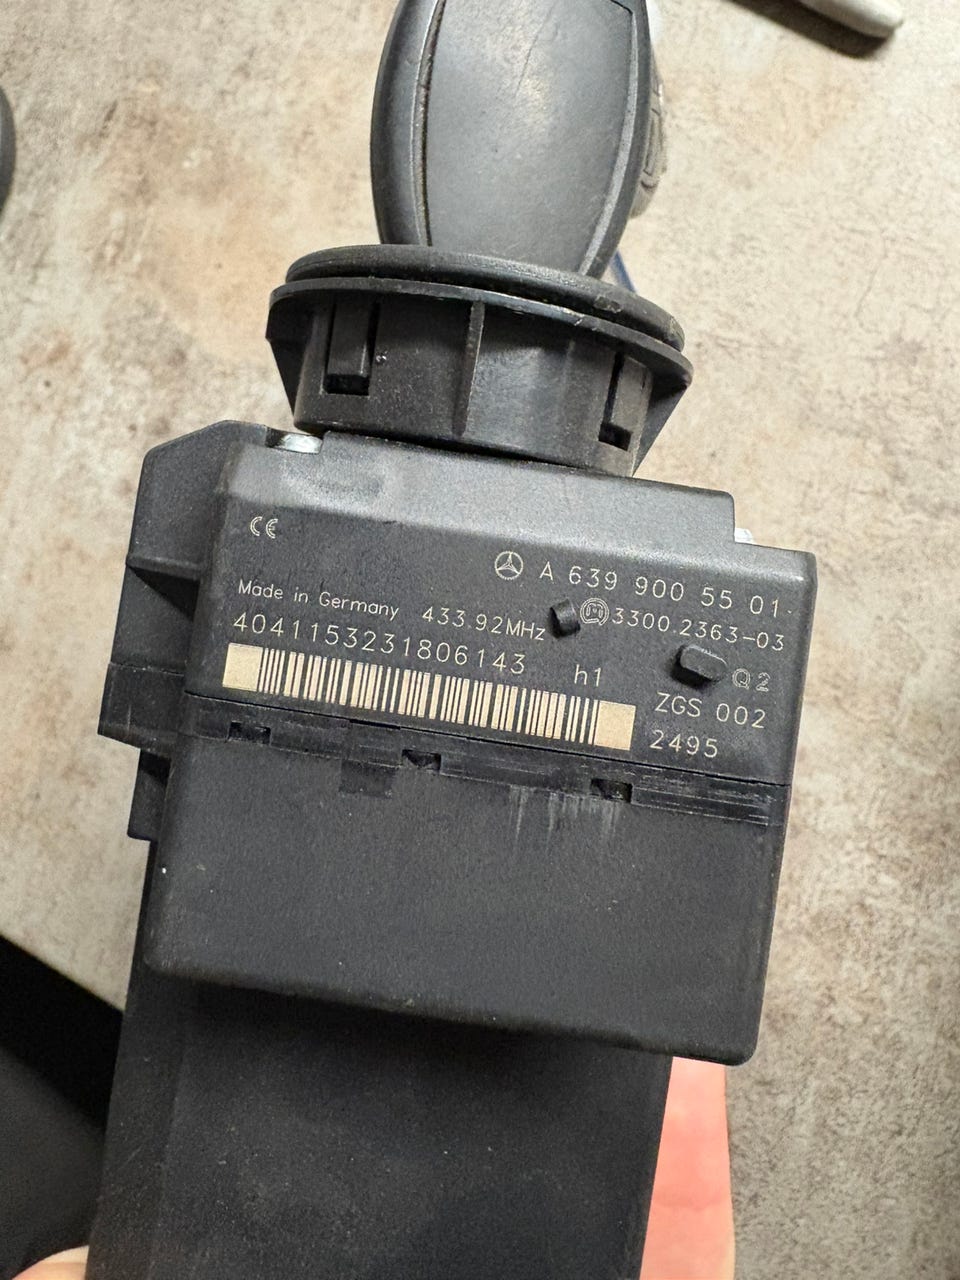 CE
A 639 900 55 01
Made in Germany 433.92MHz 3300.2363-03
4041153231806143 h1 Q2
ZGS 002
2495